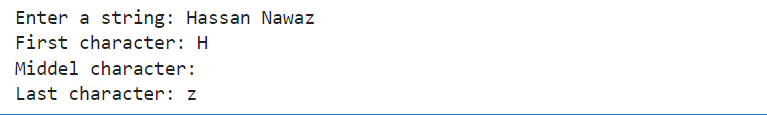 Enter a string: Hassan Nawaz
First character: H
Middel character:
Last character: z